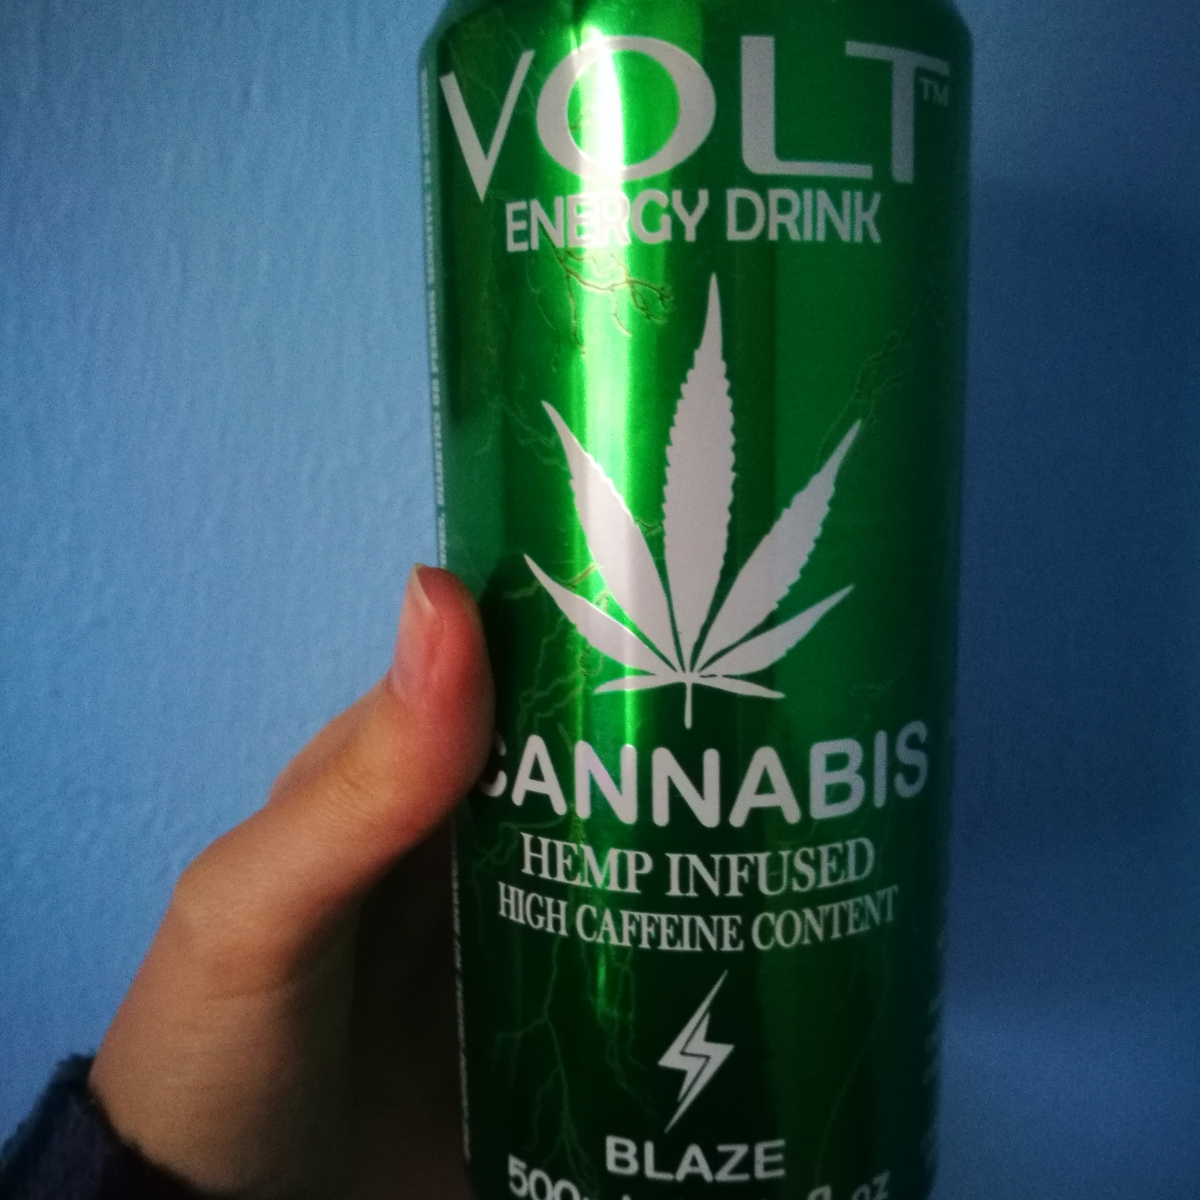 VOLT™
ENERGY DRINK
CANNABIS
HEMP INFUSED
HIGH CAFFEINE CONTENT
BLAZE